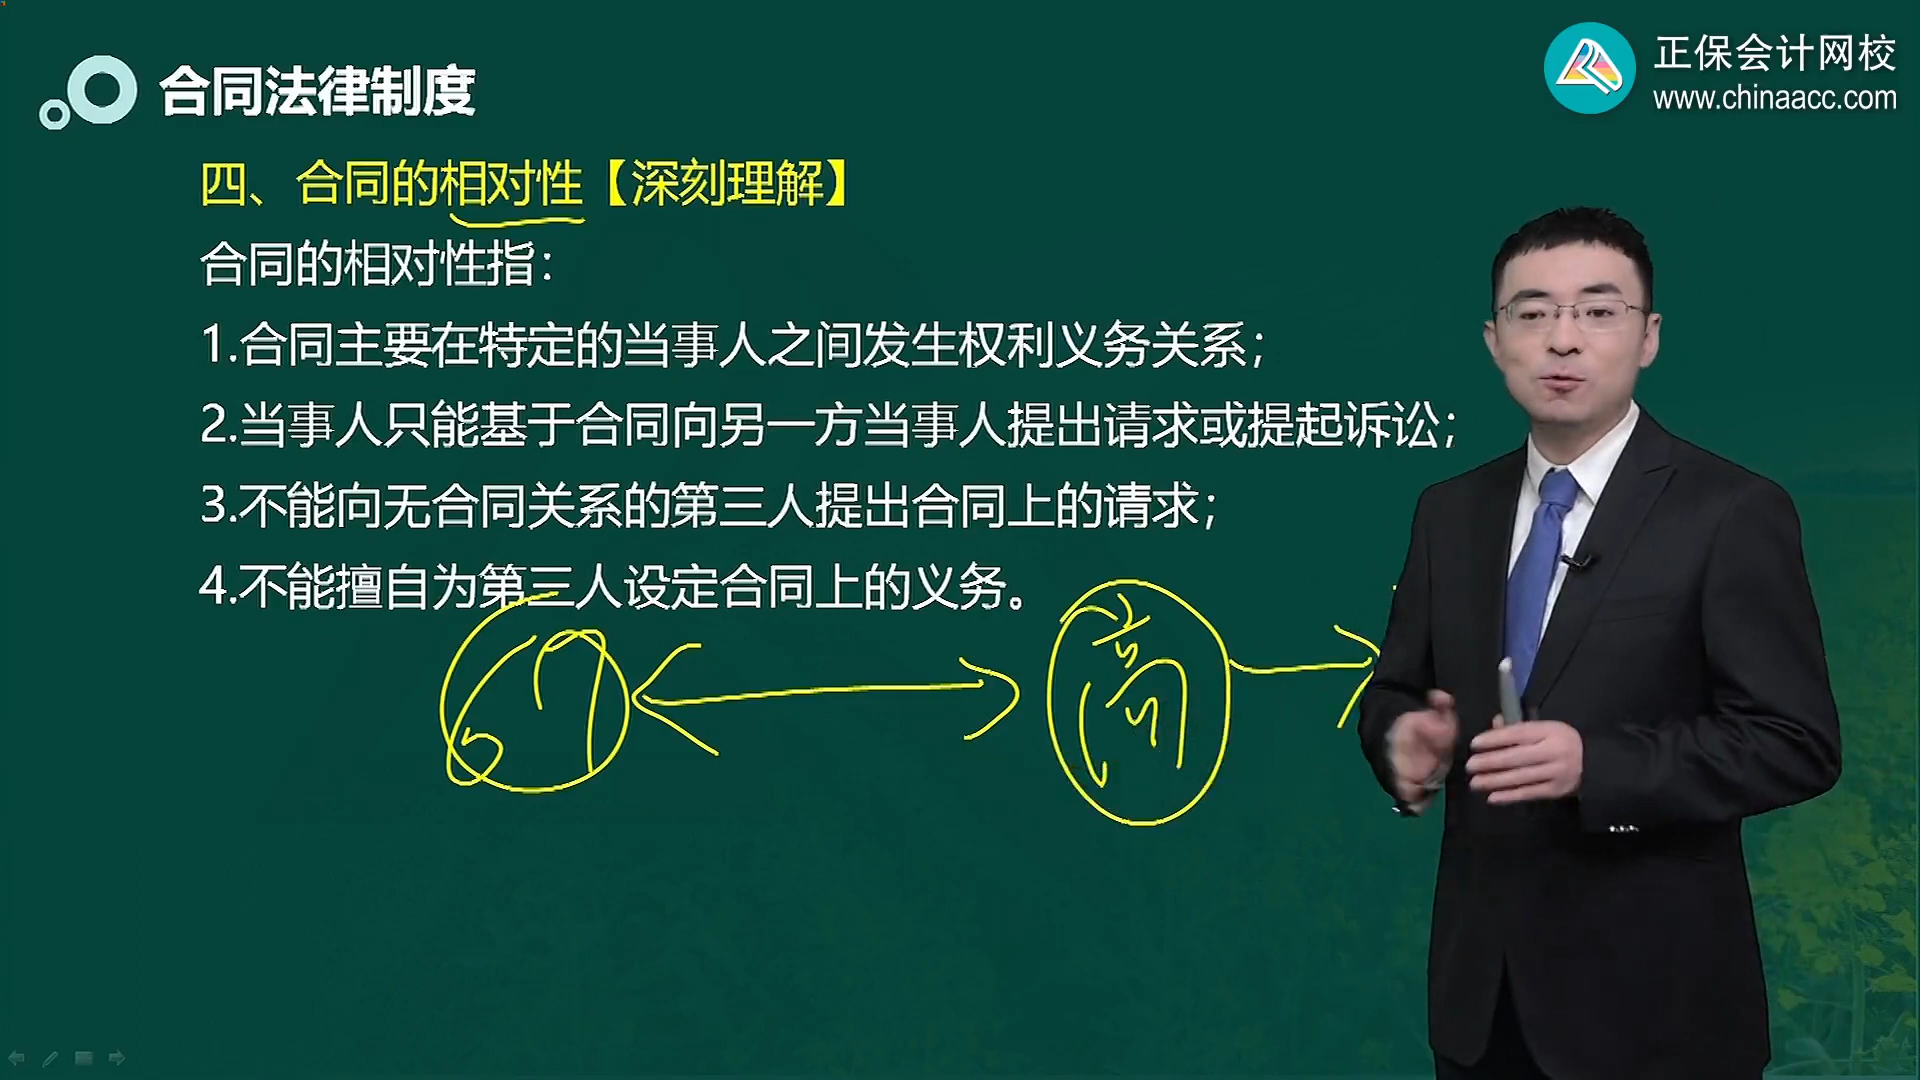 合同法律制度
正保会计网校
www.chinaacc.com
四、合同的相对性【深刻理解】
合同的相对性指：
1.合同主要在特定的当事人之间发生权利义务关系；
2.当事人只能基于合同向另一方当事人提出请求或提起诉讼；
3.不能向无合同关系的第三人提出合同上的请求；
4.不能擅自为第三人设定合同上的义务。
商